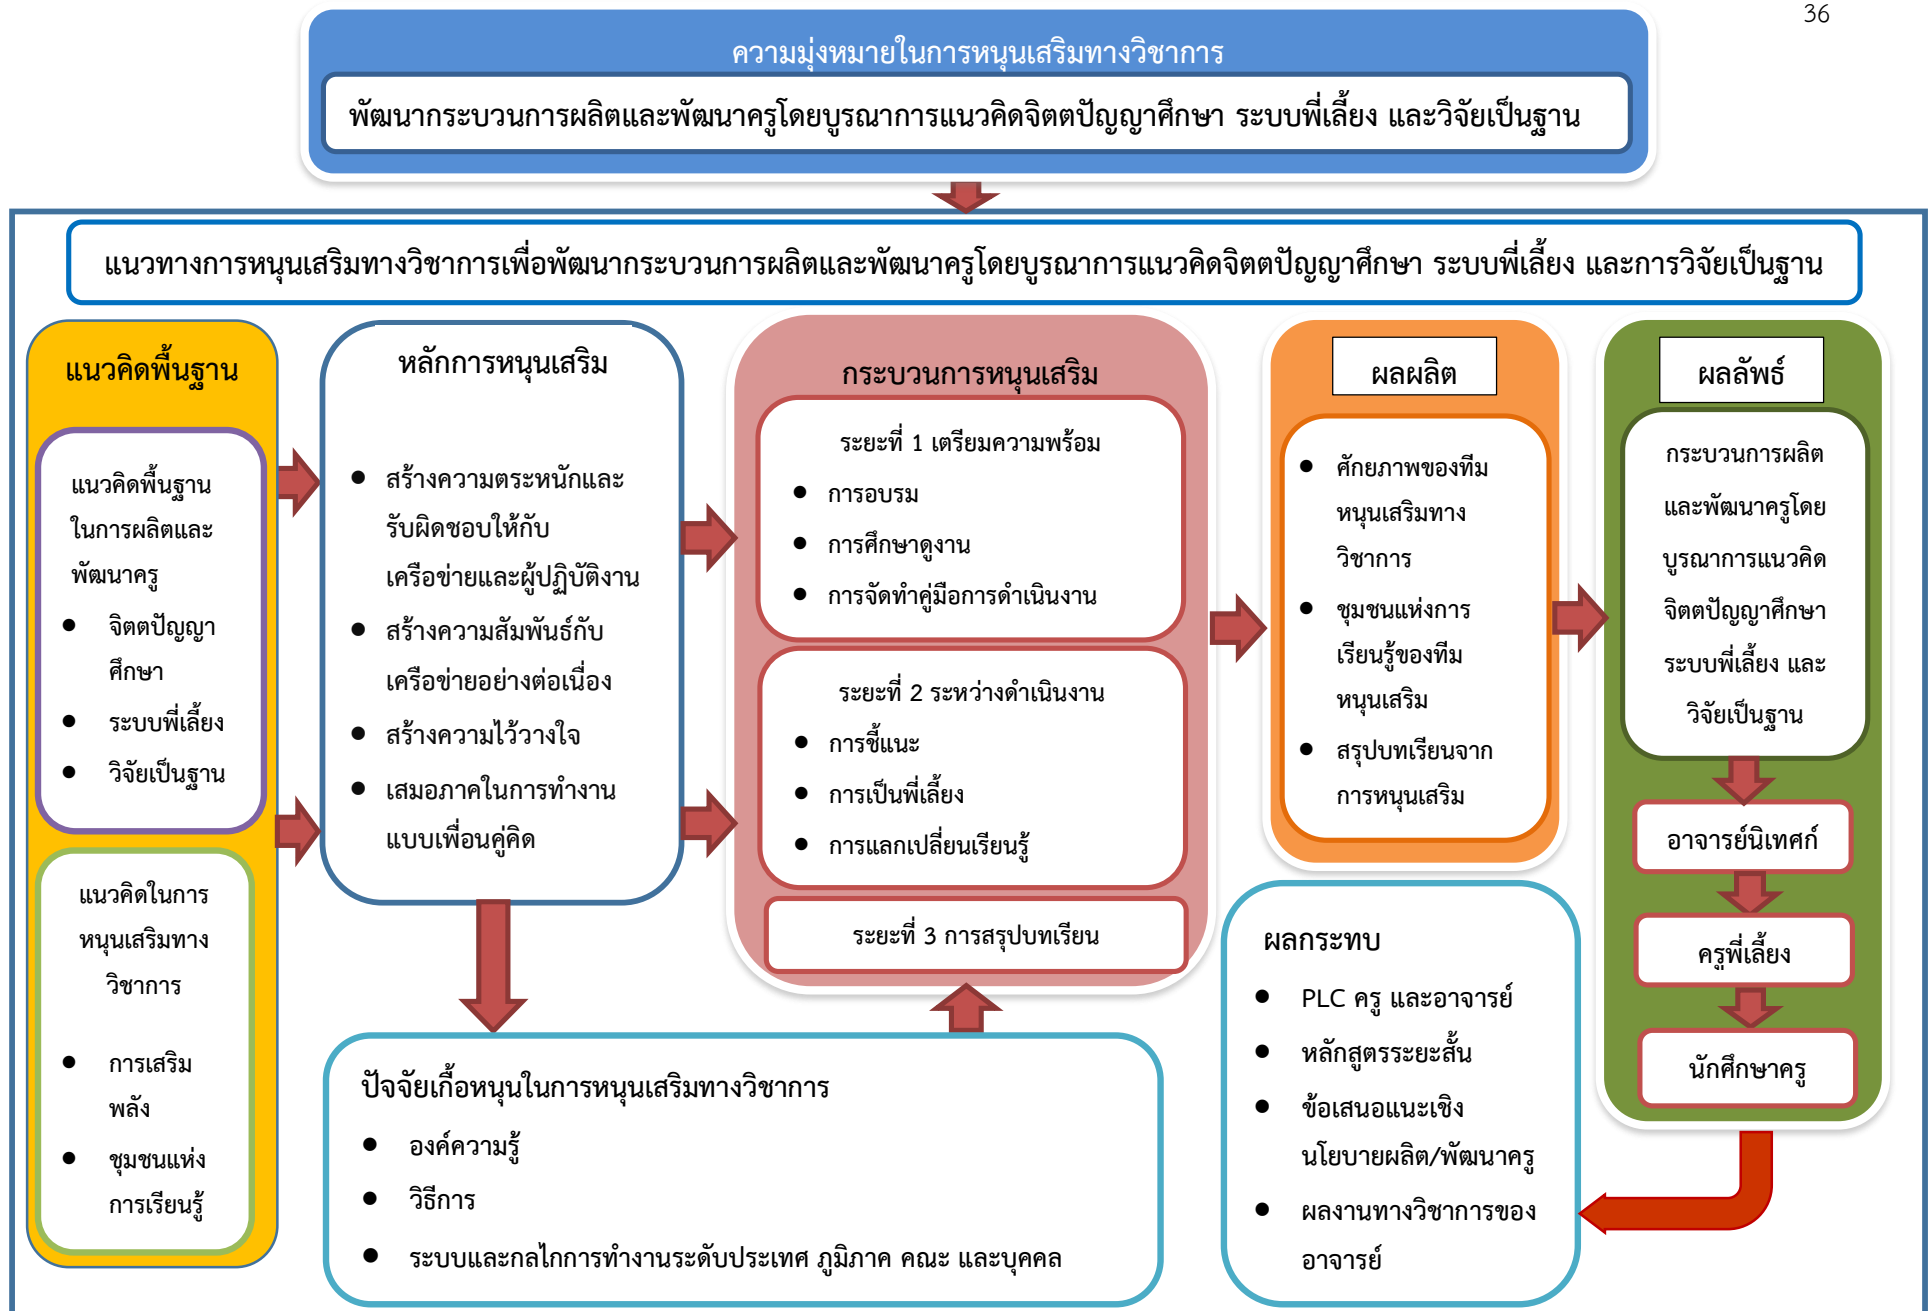 36
ความมุ่งหมายในการหนุนเสริมทางวิชาการ
พัฒนากระบวนการผลิตและพัฒนาครูโดยบูรณาการแนวคิดจิตตปัญญาศึกษา ระบบพี่เลี้ยง และวิจัยเป็นฐาน
แนวทางการหนุนเสริมทางวิชาการเพื่อพัฒนากระบวนการผลิตและพัฒนาครูโดยบูรณาการแนวคิดจิตตปัญญาศึกษา ระบบพี่เลี้ยง และการวิจัยเป็นฐาน
แนวคิดพื้นฐาน
แนวคิดพื้นฐาน
ในการผลิตและ
พัฒนาครู
● จิตตปัญญา
ศึกษา
● ระบบพี่เลี้ยง
● วิจัยเป็นฐาน
แนวคิดในการ
หนุนเสริมทาง
วิชาการ
● การเสริม
พลัง
● ชุมชนแห่ง
การเรียนรู้
หลักการหนุนเสริม
● สร้างความตระหนักและ
รับผิดชอบให้กับ
เครือข่ายและผู้ปฏิบัติงาน
● สร้างความสัมพันธ์กับ
เครือข่ายอย่างต่อเนื่อง
● สร้างความไว้วางใจ
● เสมอภาคในการทำงาน
แบบเพื่อนคู่คิด
กระบวนการหนุนเสริม
ระยะที่ 1 เตรียมความพร้อม
● การอบรม
● การศึกษาดูงาน
● การจัดทำคู่มือการดำเนินงาน
ระยะที่ 2 ระหว่างดำเนินงาน
● การชี้แนะ
● การเป็นพี่เลี้ยง
● การแลกเปลี่ยนเรียนรู้
ระยะที่ 3 การสรุปบทเรียน
ปัจจัยเกื้อหนุนในการหนุนเสริมทางวิชาการ
● องค์ความรู้
● วิธีการ
● ระบบและกลไกการทำงานระดับประเทศ ภูมิภาค คณะ และบุคคล
ผลผลิต
● ศักยภาพของทีม
หนุนเสริมทาง
วิชาการ
● ชุมชนแห่งการ
เรียนรู้ของทีม
หนุนเสริม
● สรุปบทเรียนจาก
การหนุนเสริม
ผลลัพธ์
กระบวนการผลิต
และพัฒนาครูโดย
บูรณาการแนวคิด
จิตตปัญญาศึกษา
ระบบพี่เลี้ยง และ
วิจัยเป็นฐาน
อาจารย์นิเทศก์
ครูพี่เลี้ยง
นักศึกษาครู
ผลกระทบ
● PLC ครู และอาจารย์
● หลักสูตรระยะสั้น
● ข้อเสนอแนะเชิง
นโยบายผลิต/พัฒนาครู
● ผลงานทางวิชาการของ
อาจารย์